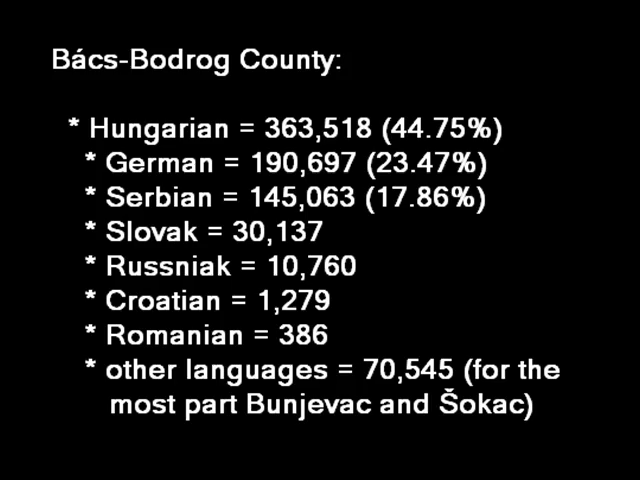 Bács-Bodrog County:
* Hungarian = 363,518 (44.75%)
* German = 190,697 (23.47%)
* Serbian = 145,063 (17.86%)
* Slovak = 30,137
* Russniak = 10,760
* Croatian = 1,279
* Romanian = 386
* other languages = 70,545 (for the
most part Bunjevac and Šokac)